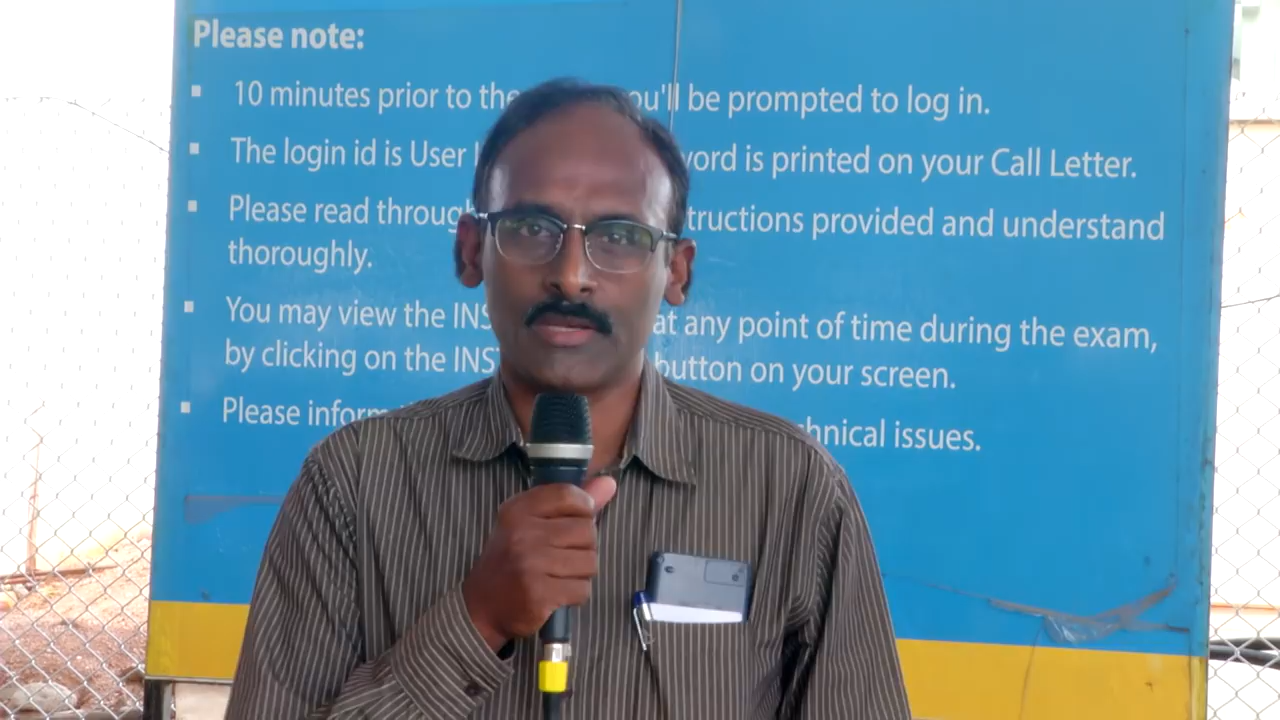 Please note:
10 minutes prior to the ou'll be prompted to log in.
The login id is User word is printed on your Call Letter.
Please read through tructions provided and understand
thoroughly.
You may view the INS at any point of time during the exam,
by clicking on the INST button on your screen.
Please inform hnical issues.